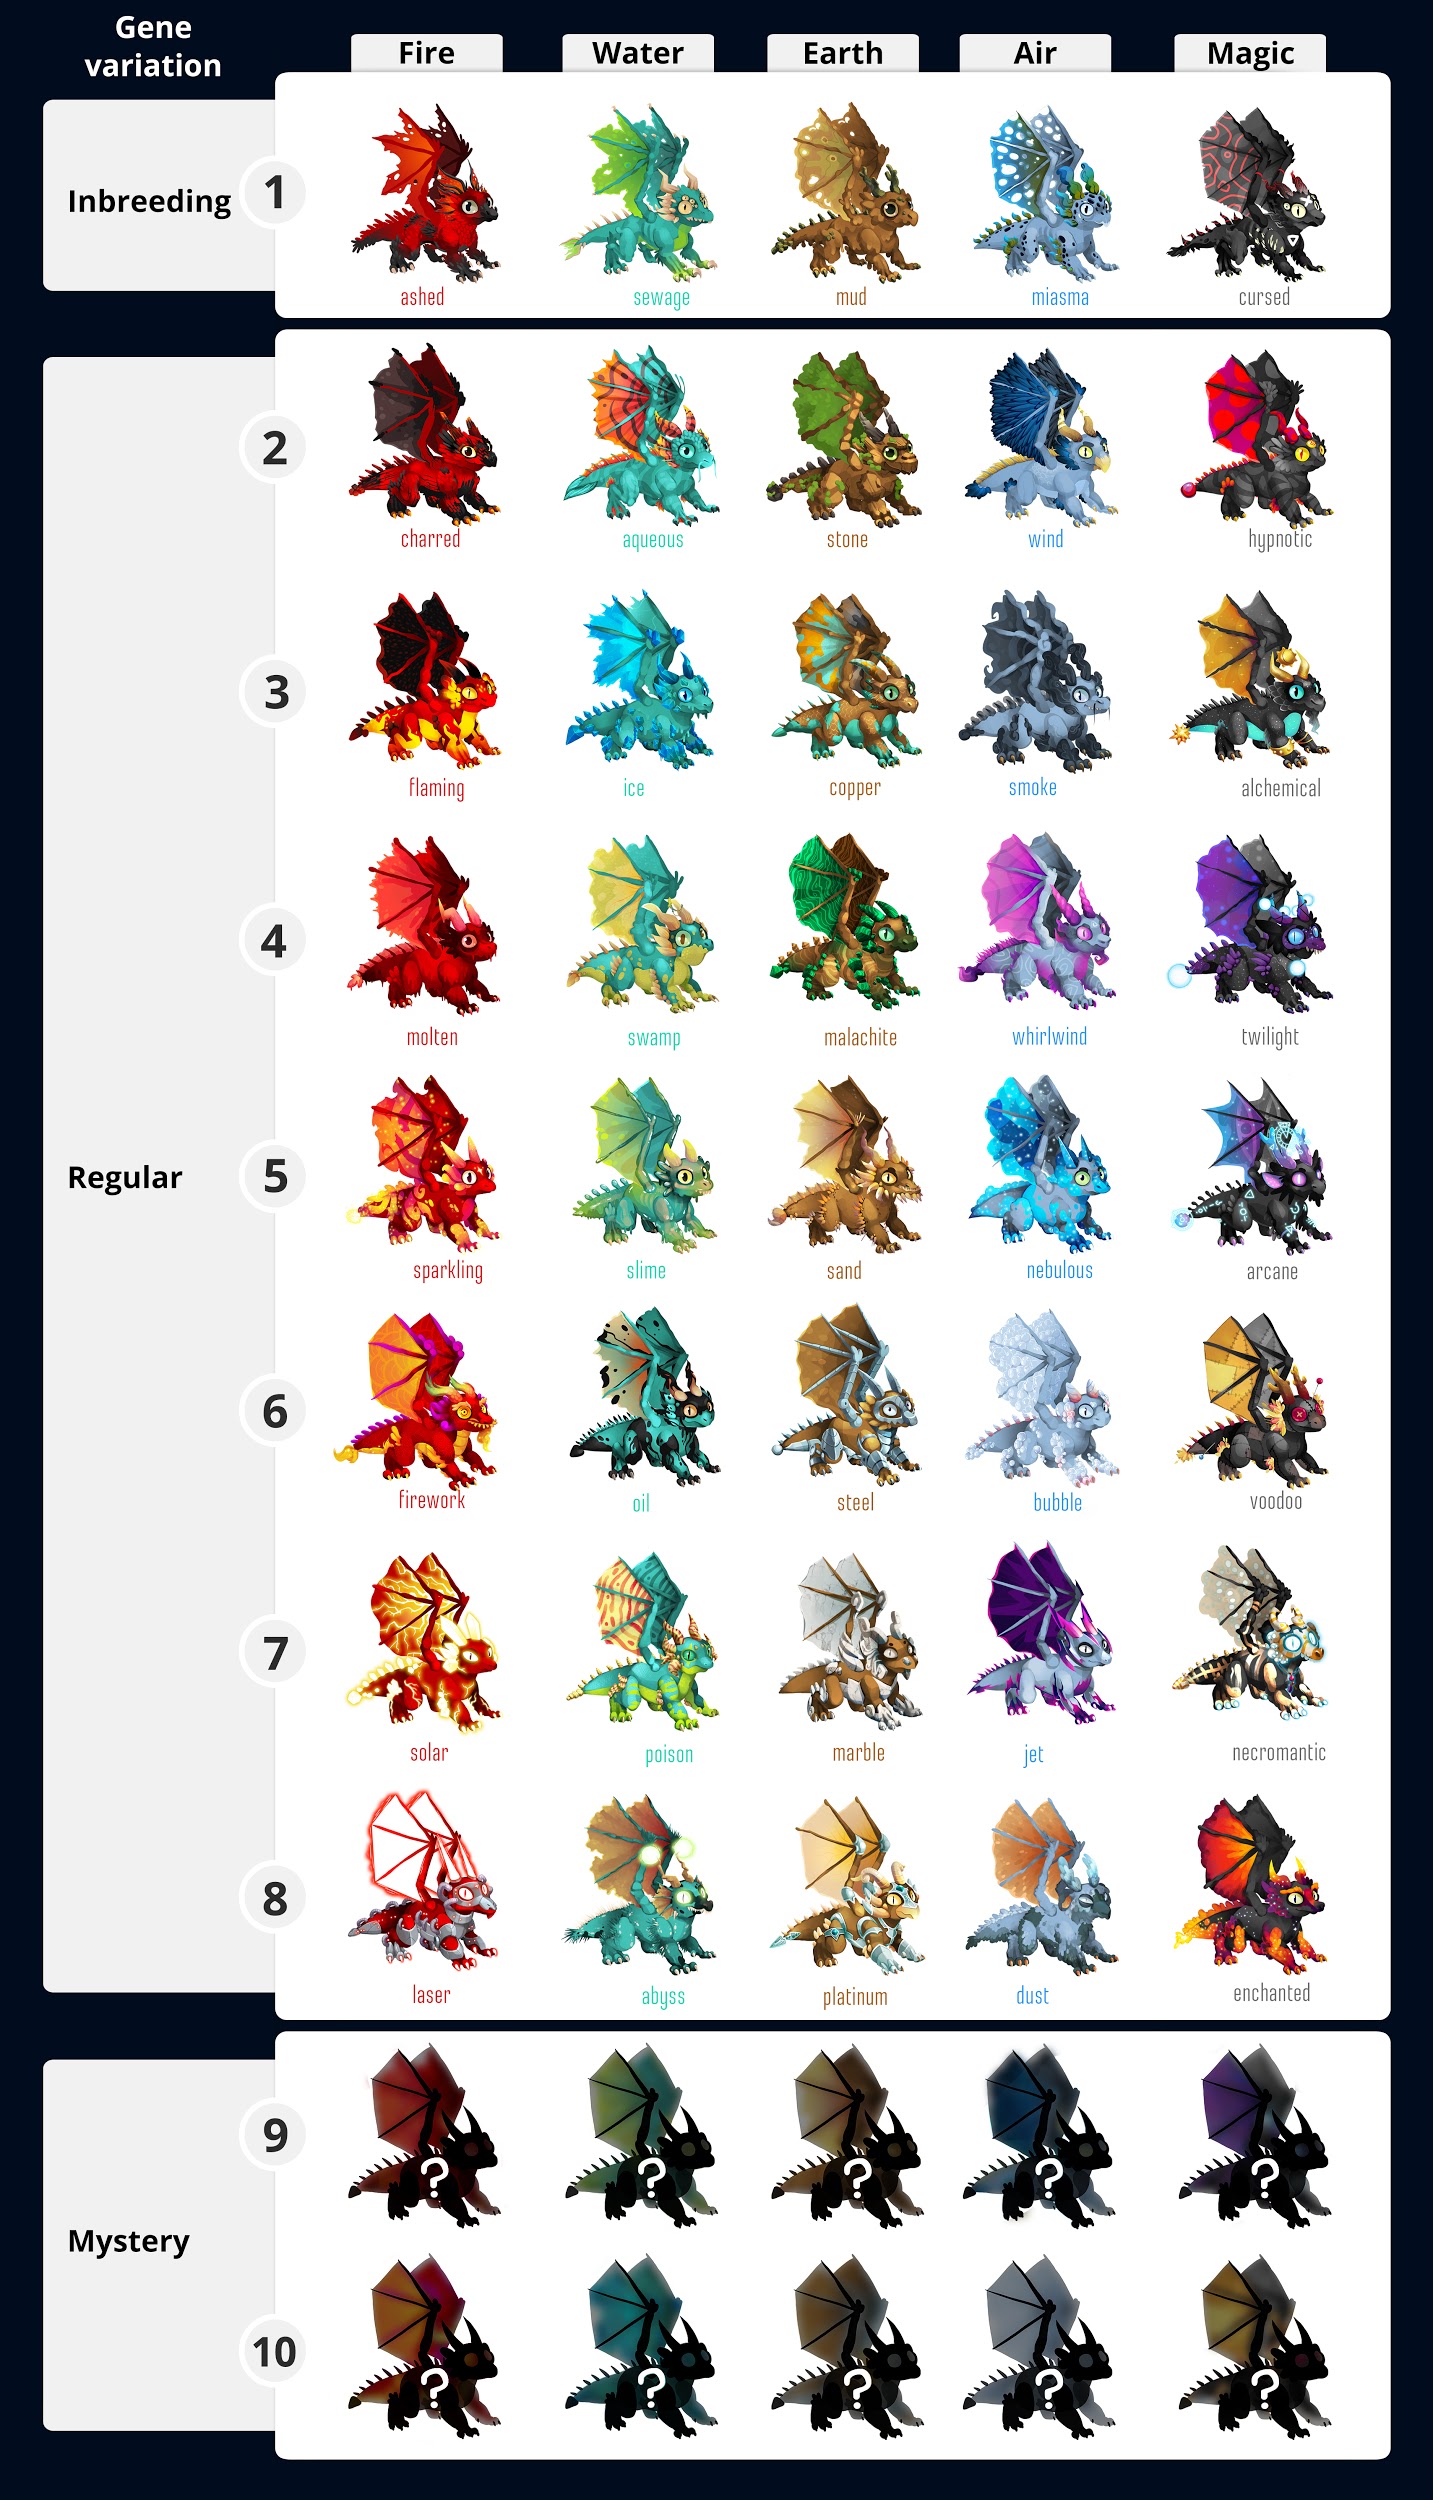 Gene
variation
Fire Water Earth Air Magic
Inbreeding 1
ashed sewage mud miasma cursed
2
charred aqueous stone wind hypnotic
3
flaming ice copper smoke alchemical
4
molten swamp malachite whirlwind twilight
Regular 5
sparkling slime sand nebulous arcane
6
firework oil steel bubble voodoo
7
solar poison marble jet necromantic
8
laser abyss platinum dust enchanted
9
? ? ? ? ?
Mystery
10
? ? ? ? ?